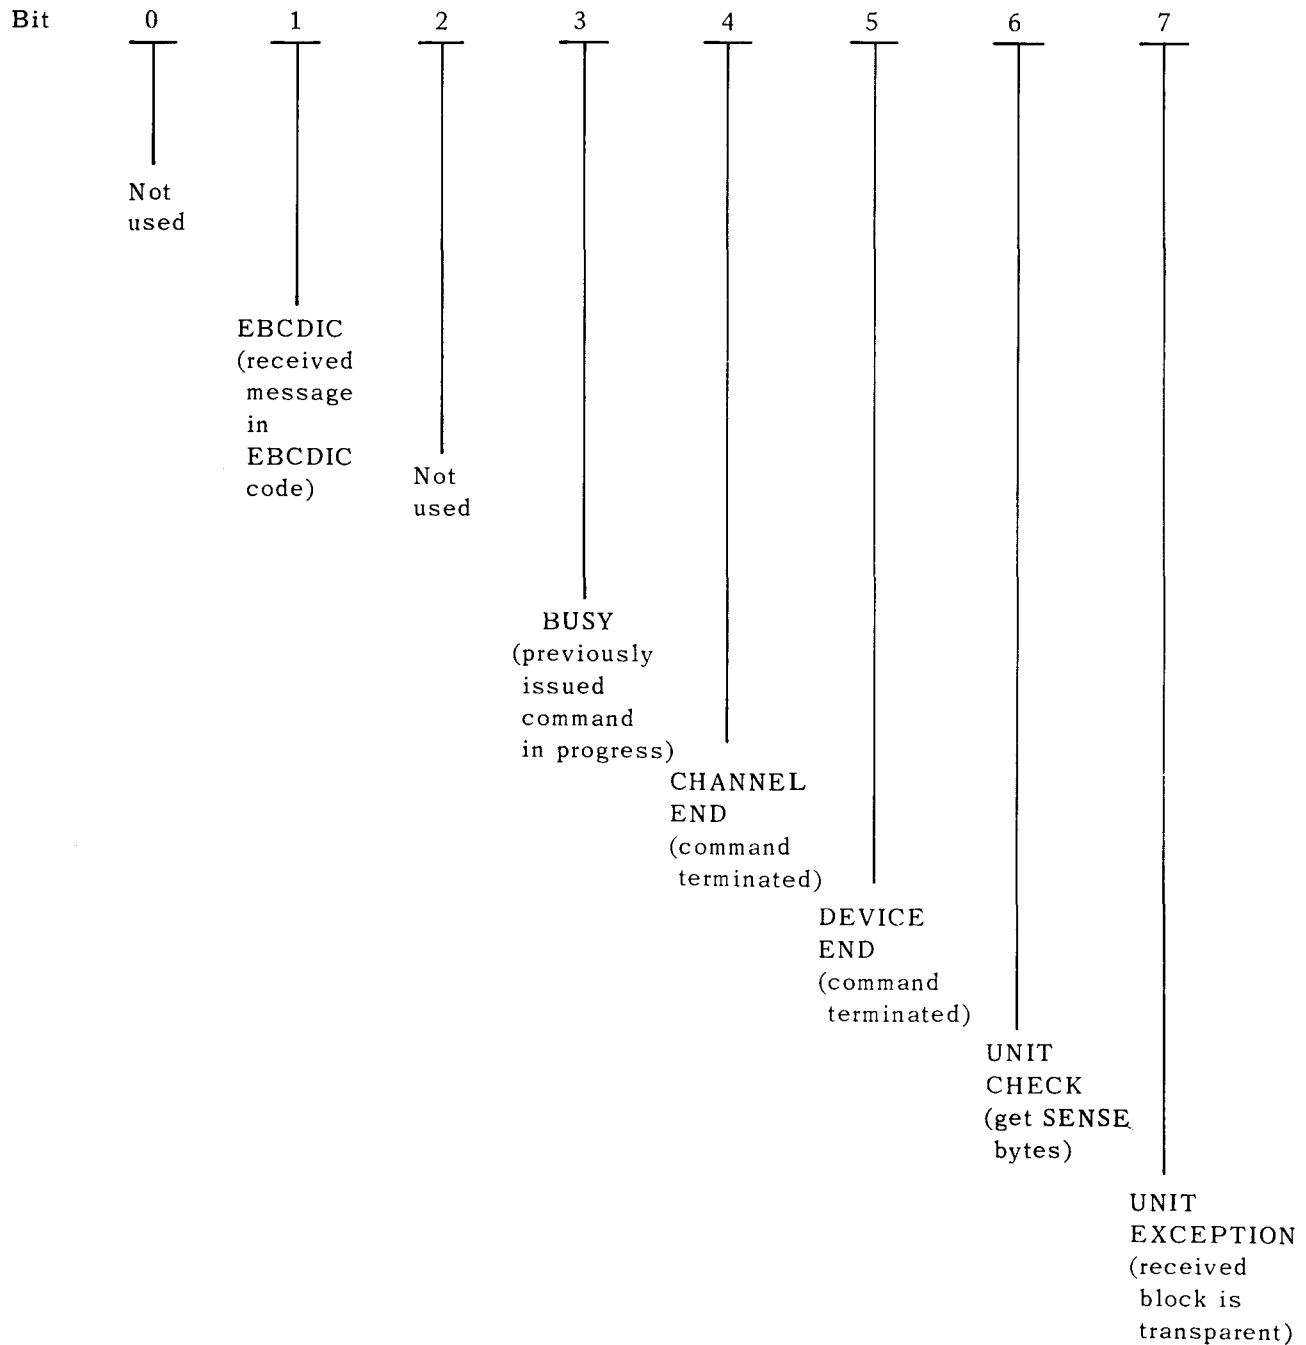 Bit 0 1 2 3 4 5 6 7
Not
used
EBCDIC
(received
message
in
EBCDIC
code)
Not
used
BUSY
(previously
issued
command
in progress)
CHANNEL
END
(command
terminated)
DEVICE
END
(command
terminated)
UNIT
CHECK
(get SENSE
bytes)
UNIT
EXCEPTION
(received
block is
transparent)